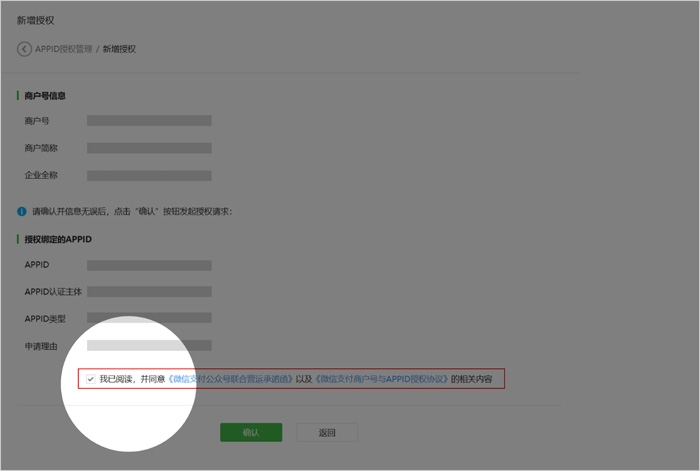 新增授权
APPID授权管理 / 新增授权
商户号信息
商户号
商户简称
企业全称
请确认并信息无误后，点击“确认”按钮发起授权请求：
授权绑定的APPID
APPID
APPID认证主体
APPID类型
申请理由
我已阅读，并同意《微信支付公众号联合营运承诺函》以及《微信支付商户号与APPID授权协议》的相关内容
确认 返回